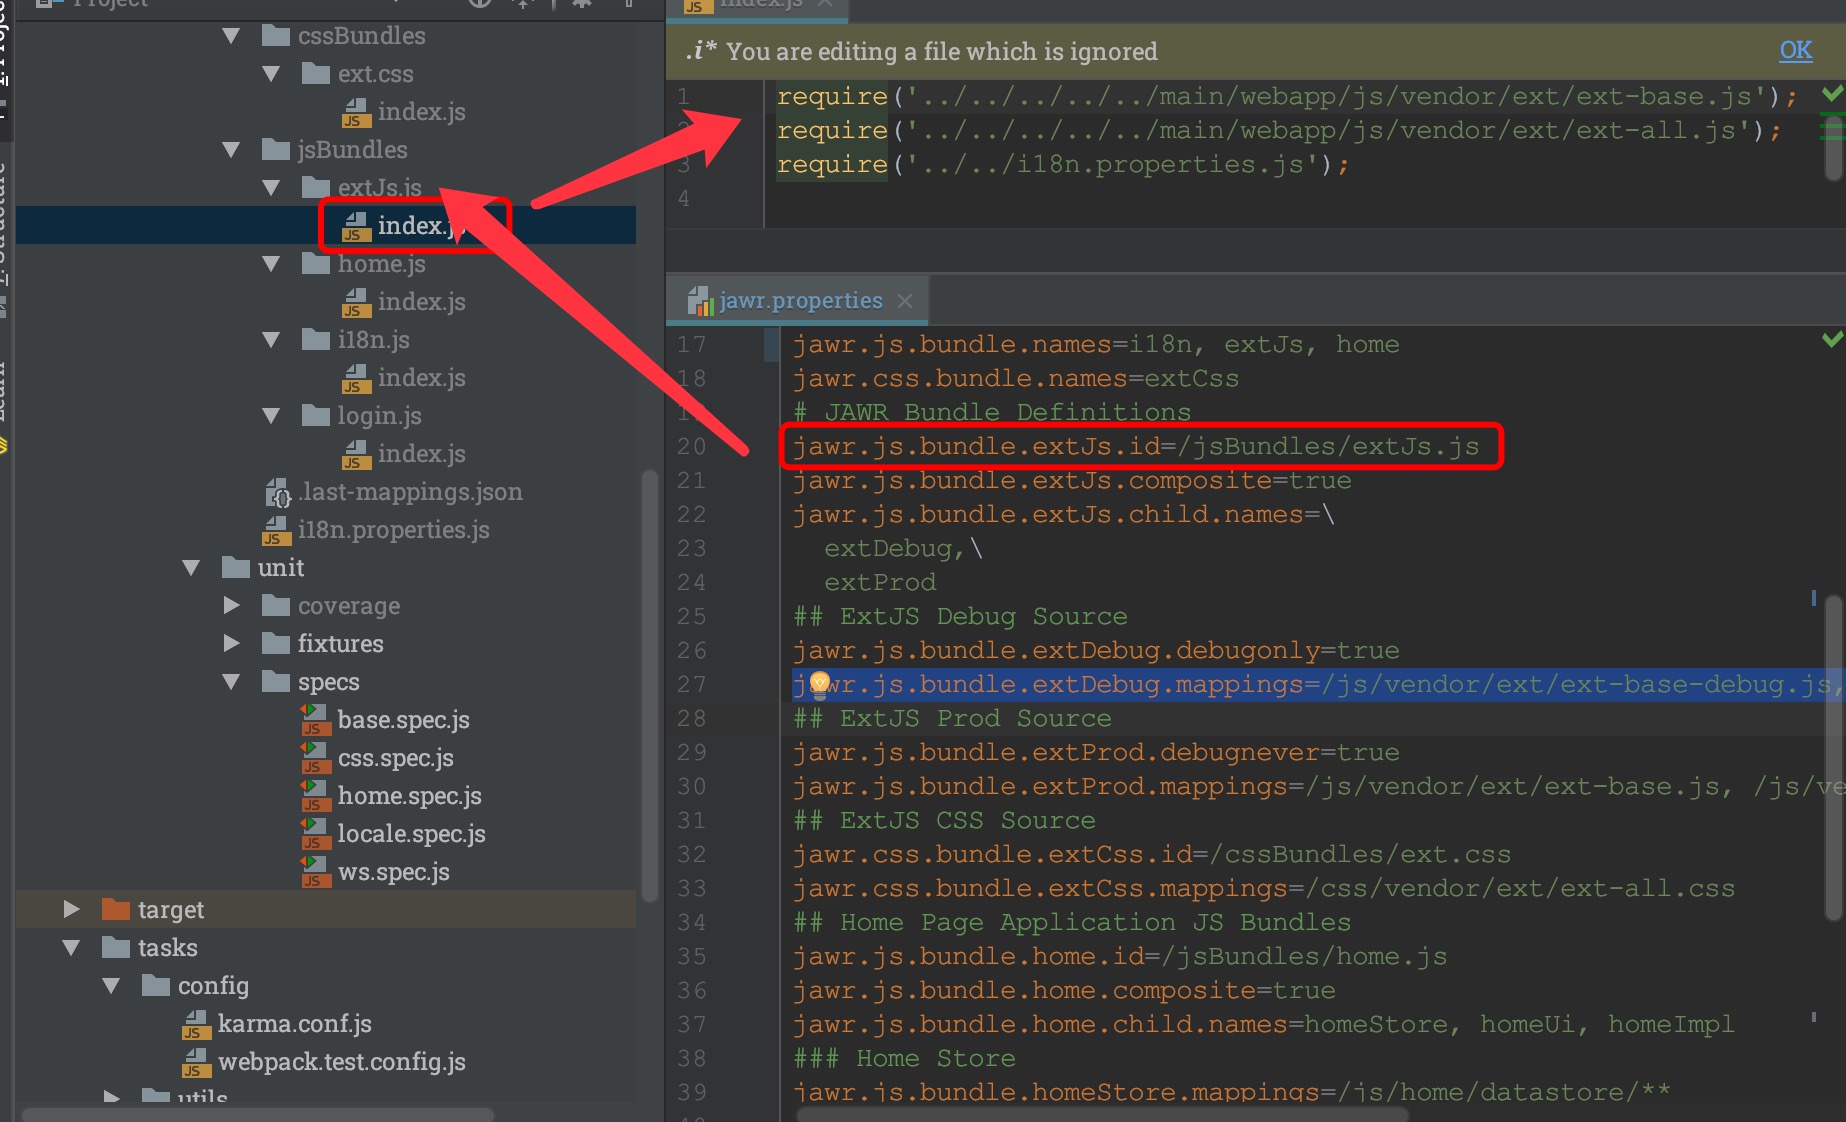 Project
cssBundles
ext.css
index.js
jsBundles
extJs.js
index.js
home.js
index.js
i18n.js
index.js
login.js
index.js
.last-mappings.json
i18n.properties.js
unit
coverage
fixtures
specs
base.spec.js
css.spec.js
home.spec.js
locale.spec.js
ws.spec.js
target
tasks
config
karma.conf.js
webpack.test.config.js
utils
index.js
.i* You are editing a file which is ignored OK
1 require('../../../../../main/webapp/js/vendor/ext/ext-base.js');
require('../../../../../main/webapp/js/vendor/ext/ext-all.js');
3 require('../../i18n.properties.js');
4
jawr.properties
17 jawr.js.bundle.names=i18n, extJs, home
18 jawr.css.bundle.names=extCss
# JAWR Bundle Definitions
20 jawr.js.bundle.extJs.id=/jsBundles/extJs.js
21 jawr.js.bundle.extJs.composite=true
22 jawr.js.bundle.extJs.child.names=\
23 extDebug,\
24 extProd
25 ## ExtJS Debug Source
26 jawr.js.bundle.extDebug.debugonly=true
27 jawr.js.bundle.extDebug.mappings=/js/vendor/ext/ext-base-debug.js,
28 ## ExtJS Prod Source
29 jawr.js.bundle.extProd.debugnever=true
30 jawr.js.bundle.extProd.mappings=/js/vendor/ext/ext-base.js, /js/ve
31 ## ExtJS CSS Source
32 jawr.css.bundle.extCss.id=/cssBundles/ext.css
33 jawr.css.bundle.extCss.mappings=/css/vendor/ext/ext-all.css
34 ## Home Page Application JS Bundles
35 jawr.js.bundle.home.id=/jsBundles/home.js
36 jawr.js.bundle.home.composite=true
37 jawr.js.bundle.home.child.names=homeStore, homeUi, homeImpl
38 ### Home Store
39 jawr.js.bundle.homeStore.mappings=/js/home/datastore/**